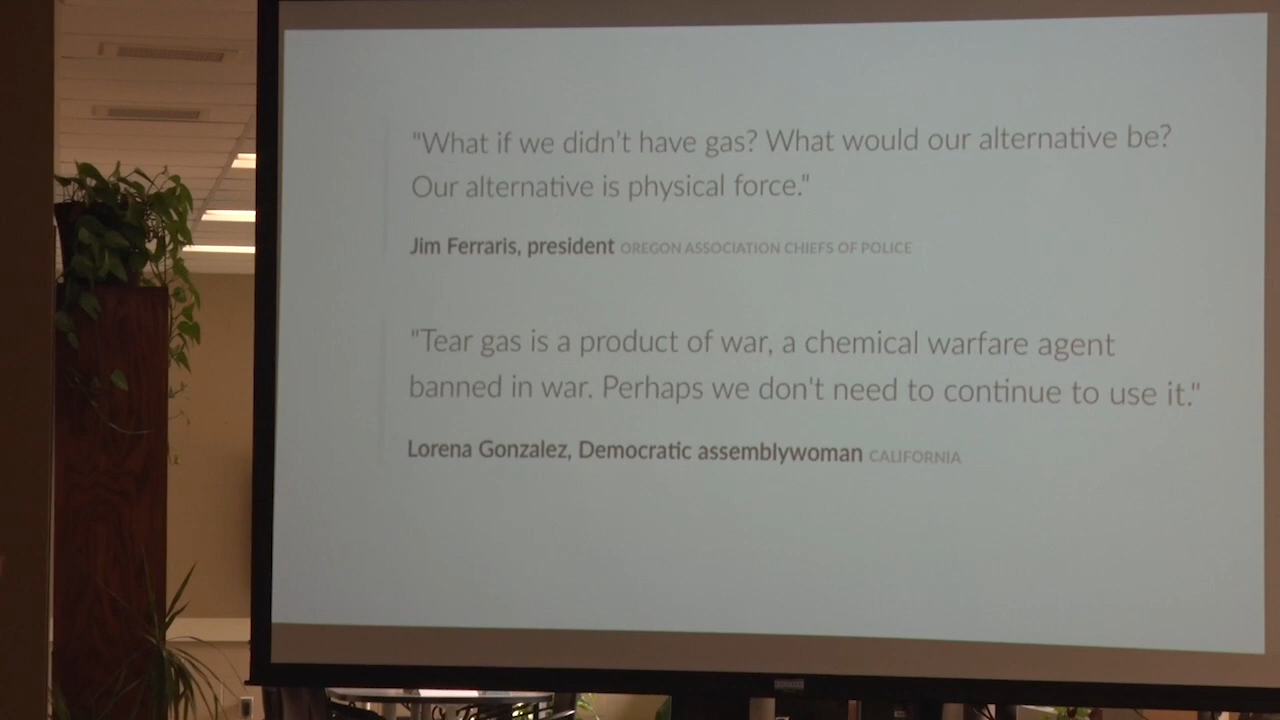 "What if we didn't have gas? What would our alternative be?
Our alternative is physical force."
Jim Ferraris, president OREGON ASSOCIATION CHIEFS OF POLICE
"Tear gas is a product of war, a chemical warfare agent
banned in war. Perhaps we don't need to continue to use it."
Lorena Gonzalez, Democratic assemblywoman CALIFORNIA